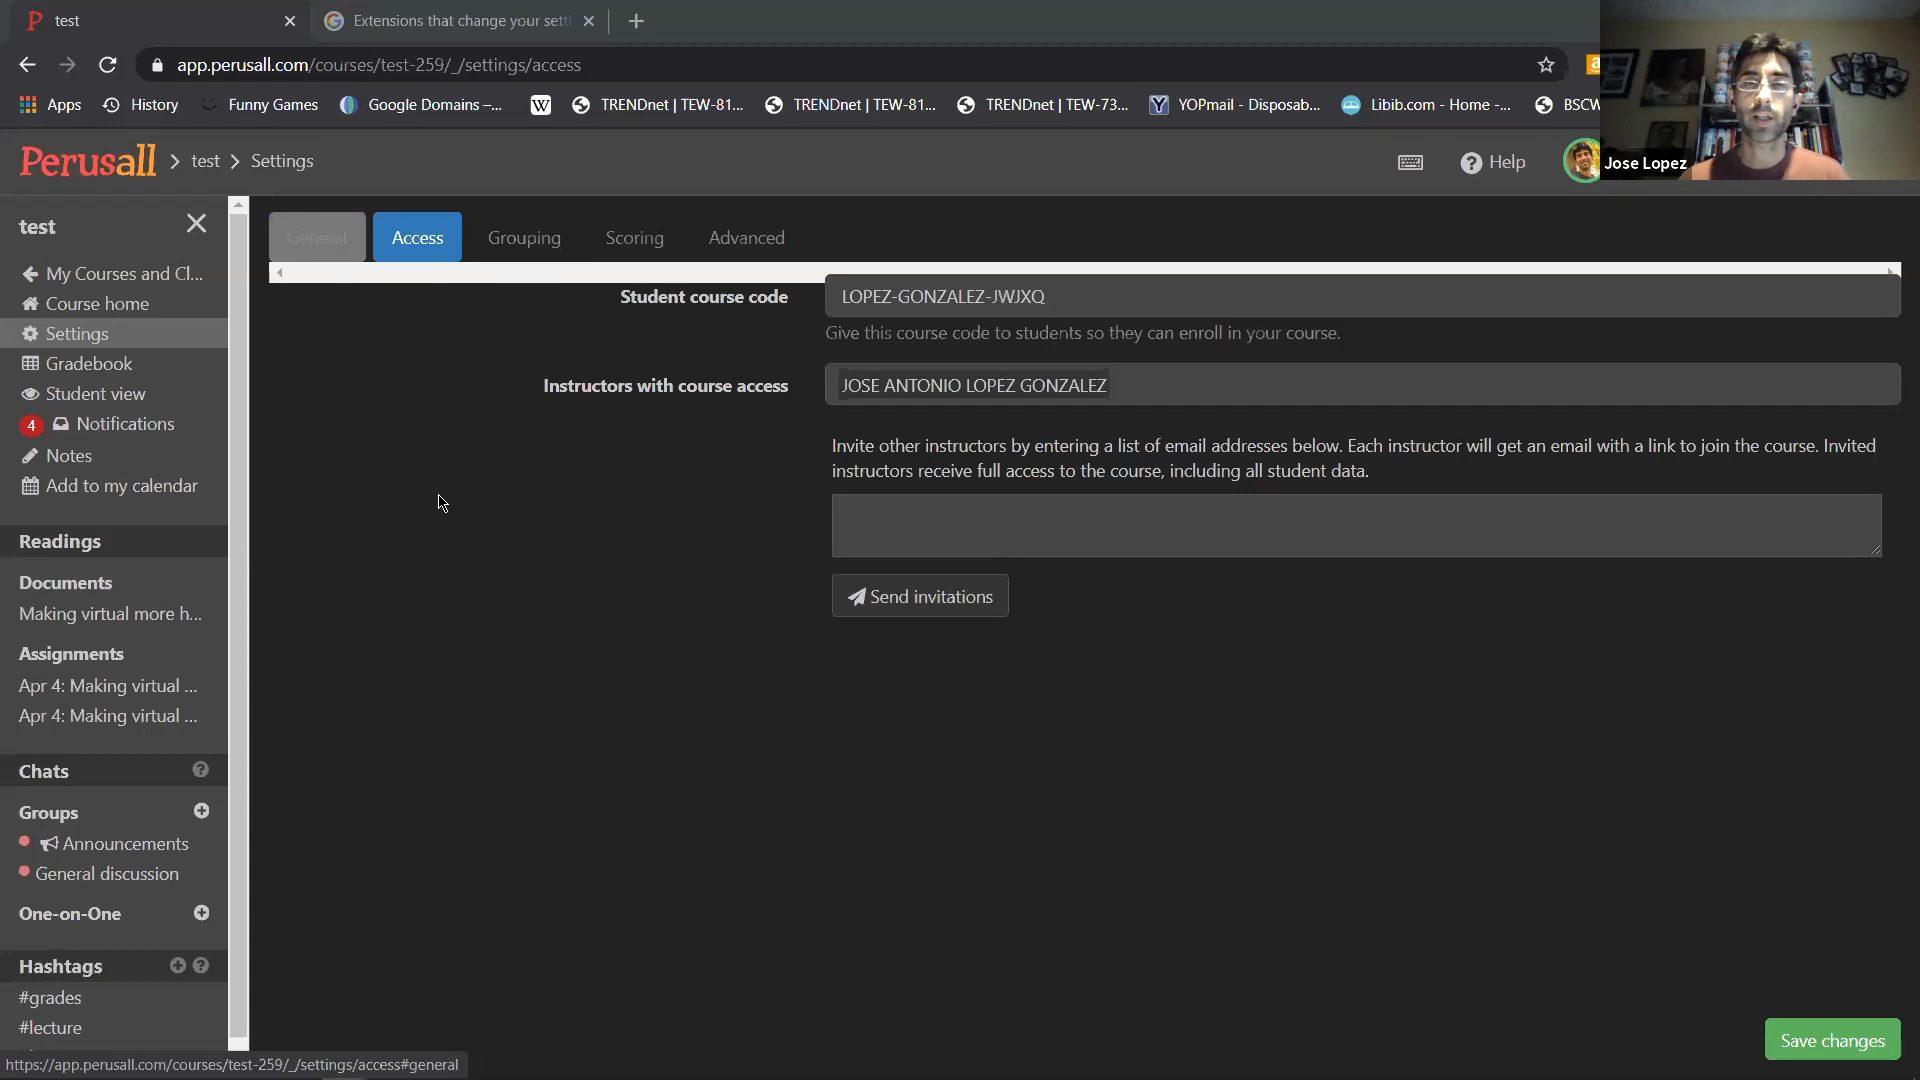 test
Extensions that change your sett
app.perusall.com/courses/test-259/_/settings/access
Apps
History
Funny Games
Google Domains –...
W
TRENDnet | TEW-81...
TRENDnet | TEW-81...
TRENDnet | TEW-73...
YOPmail - Disposab...
Libib.com - Home -...
BSCW
Perusall
test
Settings
Help
Jose Lopez
test
My Courses and Cl...
Course home
Settings
Gradebook
Student view
4 Notifications
Notes
Add to my calendar
Readings
Documents
Making virtual more h...
Assignments
Apr 4: Making virtual ...
Apr 4: Making virtual ...
Chats
Groups
Announcements
General discussion
One-on-One
Hashtags
#grades
#lecture
General
Access
Grouping
Scoring
Advanced
Student course code
LOPEZ-GONZALEZ-JWJXQ
Give this course code to students so they can enroll in your course.
Instructors with course access
JOSE ANTONIO LOPEZ GONZALEZ
Invite other instructors by entering a list of email addresses below. Each instructor will get an email with a link to join the course. Invited
instructors receive full access to the course, including all student data.
Send invitations
Save changes
https://app.perusall.com/courses/test-259/_/settings/access#general